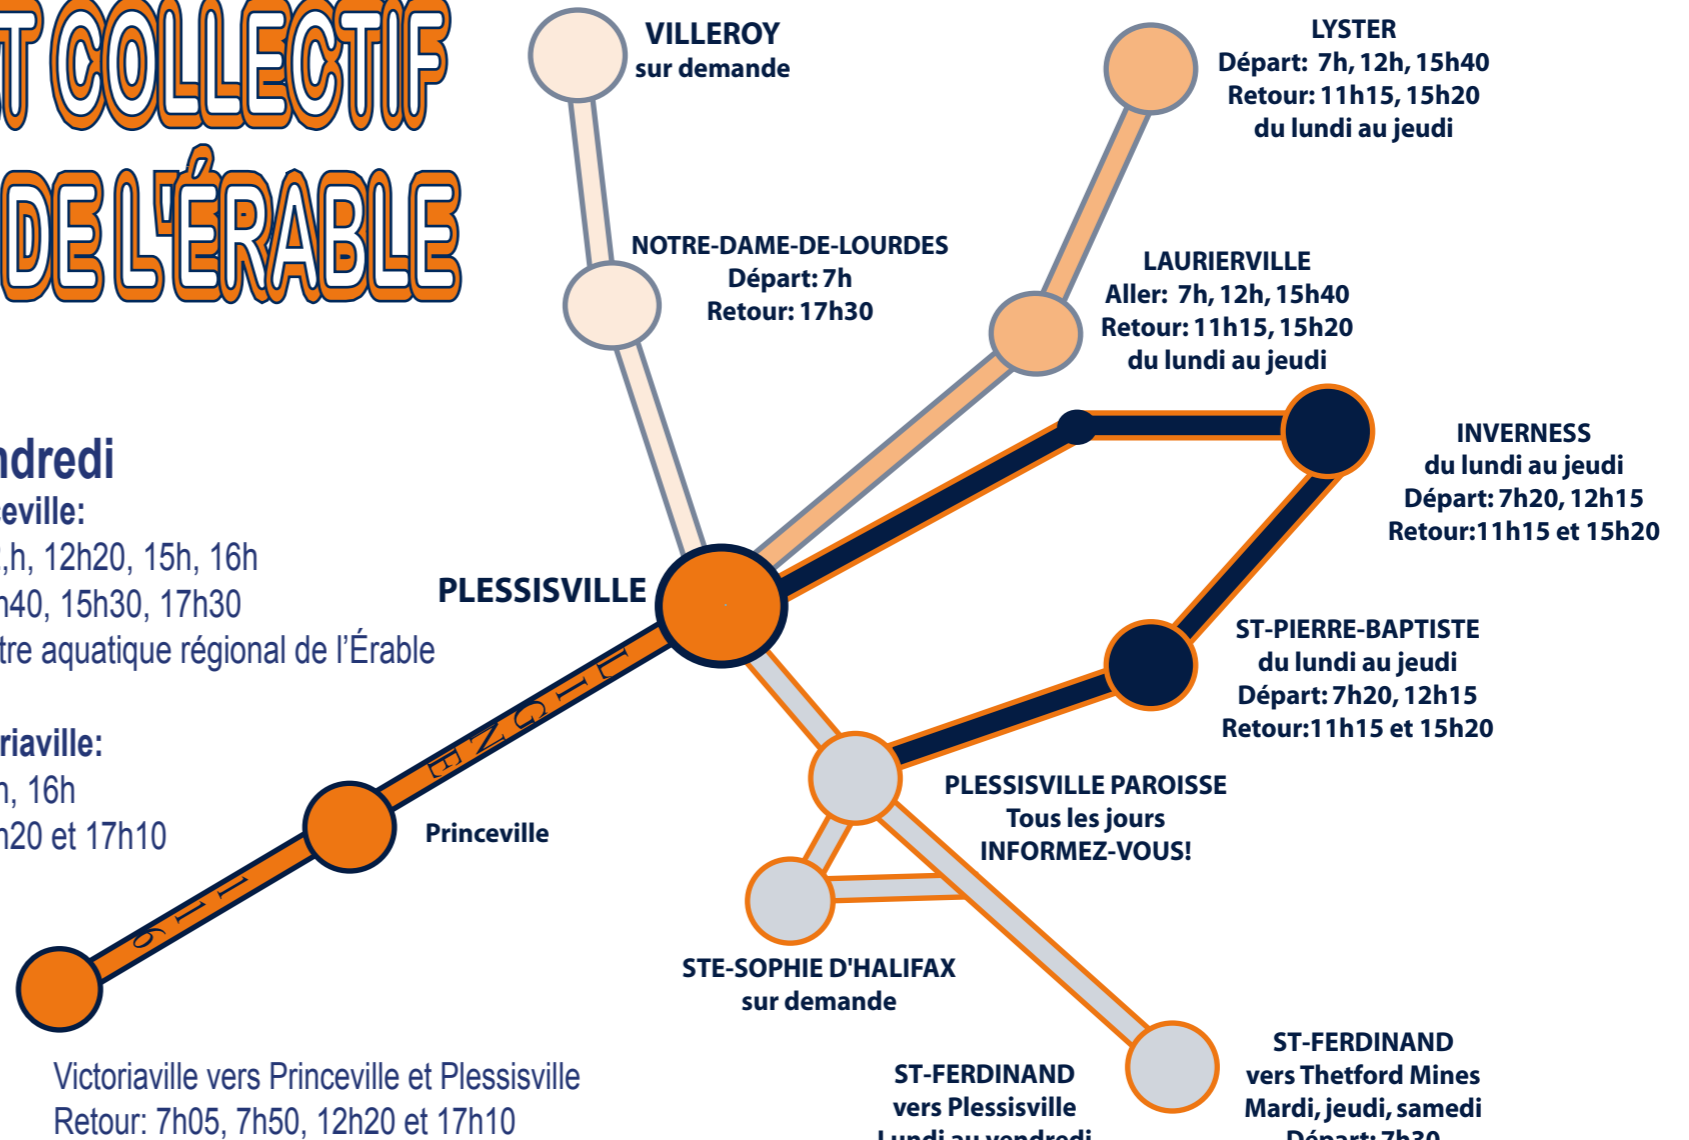 T COLLECTIF
DE L'ÉRABLE
VILLEROY
sur demande
LYSTER
Départ: 7h, 12h, 15h40
Retour: 11h15, 15h20
du lundi au jeudi
NOTRE-DAME-DE-LOURDES
Départ: 7h
Retour: 17h30
LAURIERVILLE
Aller: 7h, 12h, 15h40
Retour: 11h15, 15h20
du lundi au jeudi
INVERNESS
du lundi au jeudi
Départ: 7h20, 12h15
Retour:11h15 et 15h20
ndredi
eville:
,h, 12h20, 15h, 16h
h40, 15h30, 17h30
tre aquatique régional de l'Érable
PLESSISVILLE
ST-PIERRE-BAPTISTE
du lundi au jeudi
Départ: 7h20, 12h15
Retour:11h15 et 15h20
riaville:
h, 16h
h20 et 17h10
LIGNE
116
Princeville
PLESSISVILLE PAROISSE
Tous les jours
INFORMEZ-VOUS!
STE-SOPHIE D'HALIFAX
sur demande
Victoriaville vers Princeville et Plessisville
Retour: 7h05, 7h50, 12h20 et 17h10
ST-FERDINAND
vers Plessisville
Lundi au vendredi
ST-FERDINAND
vers Thetford Mines
Mardi, jeudi, samedi
Départ: 7h30